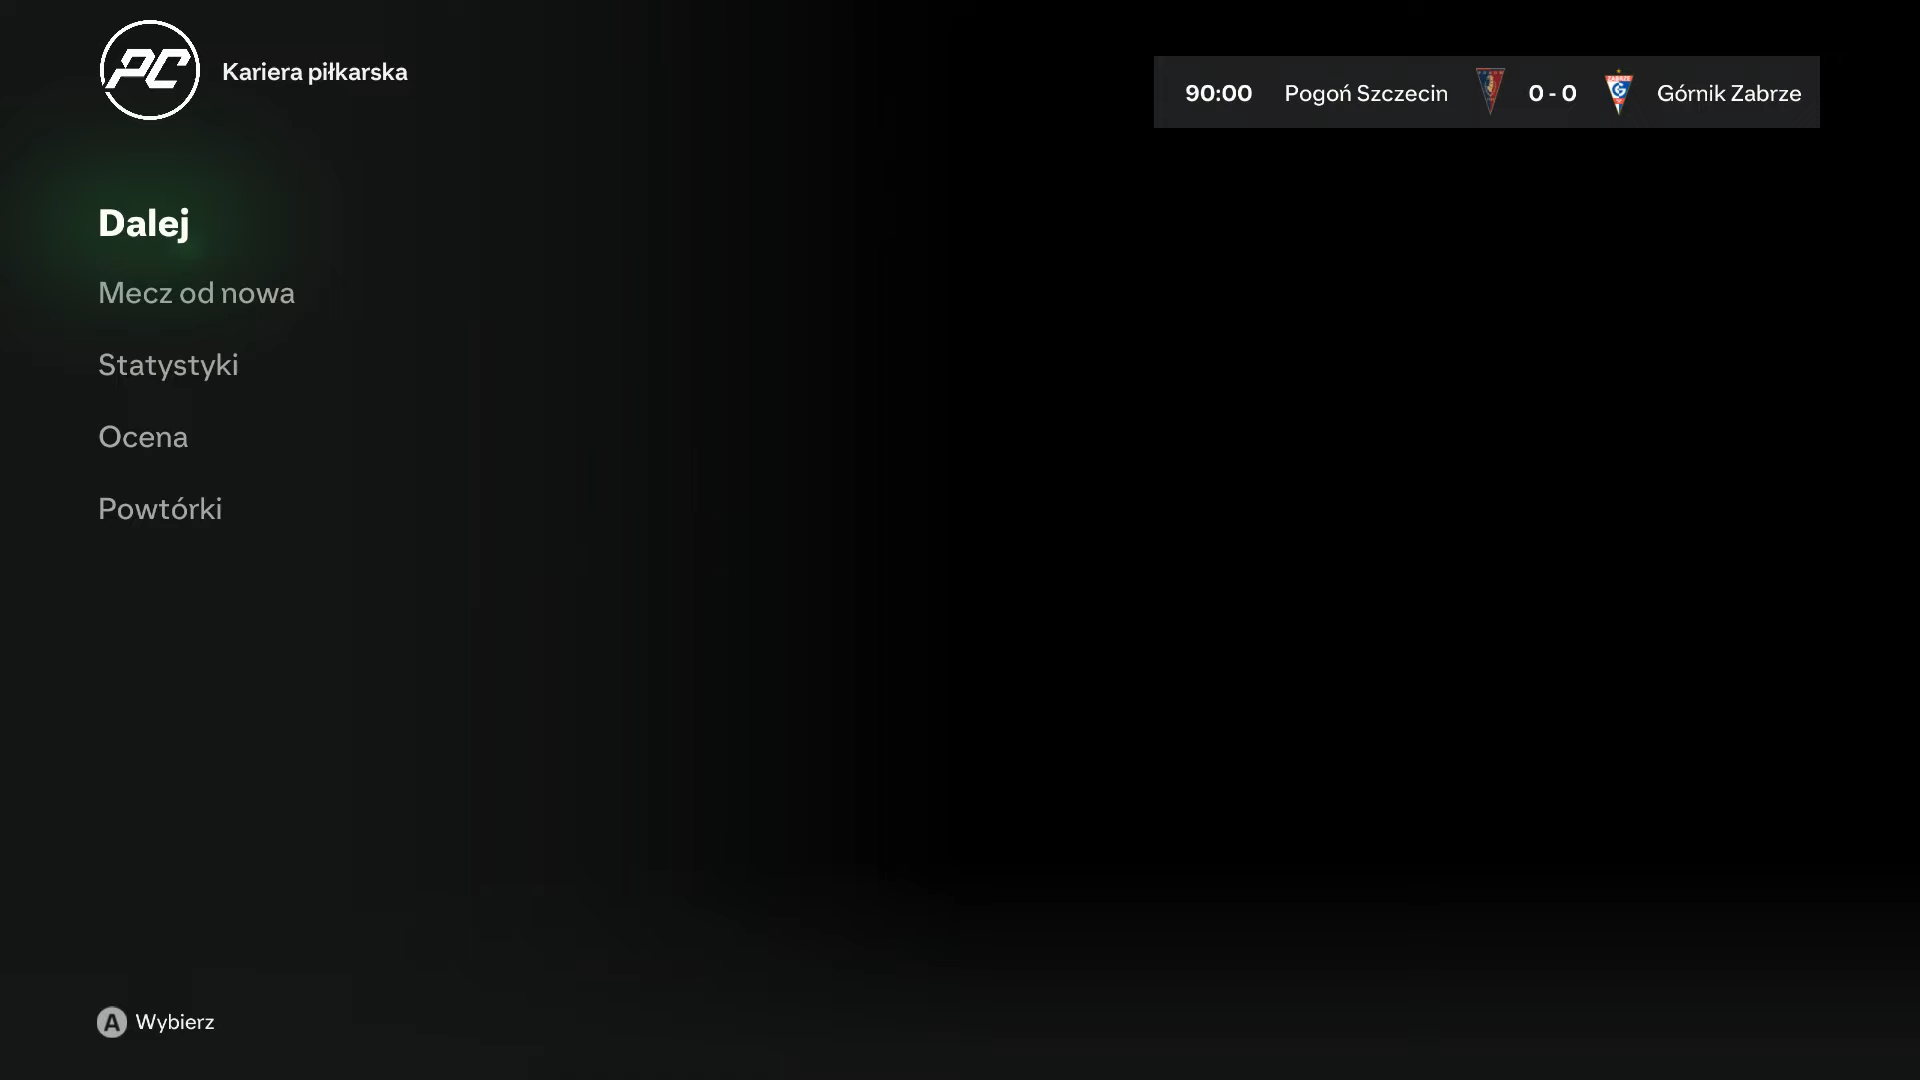 PC Kariera piłkarska
90:00 Pogoń Szczecin 0 - 0 Górnik Zabrze
Dalej
Mecz od nowa
Statystyki
Ocena
Powtórki
A Wybierz